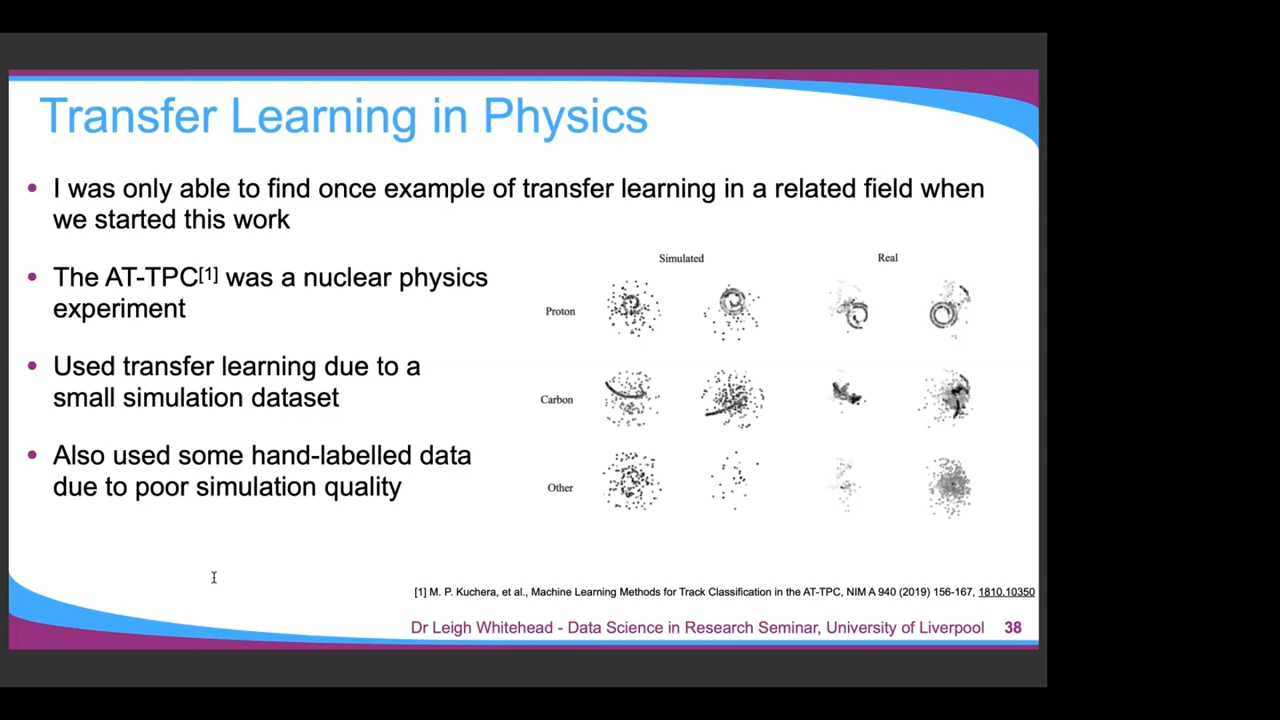 Transfer Learning in Physics
• I was only able to find once example of transfer learning in a related field when
we started this work
• The AT-TPC[1] was a nuclear physics
experiment
• Used transfer learning due to a
small simulation dataset
• Also used some hand-labelled data
due to poor simulation quality
Simulated Real
Proton
Carbon
Other
[1] M. P. Kuchera, et al., Machine Learning Methods for Track Classification in the AT-TPC, NIM A 940 (2019) 156-167, 1810.10350
Dr Leigh Whitehead - Data Science in Research Seminar, University of Liverpool 38